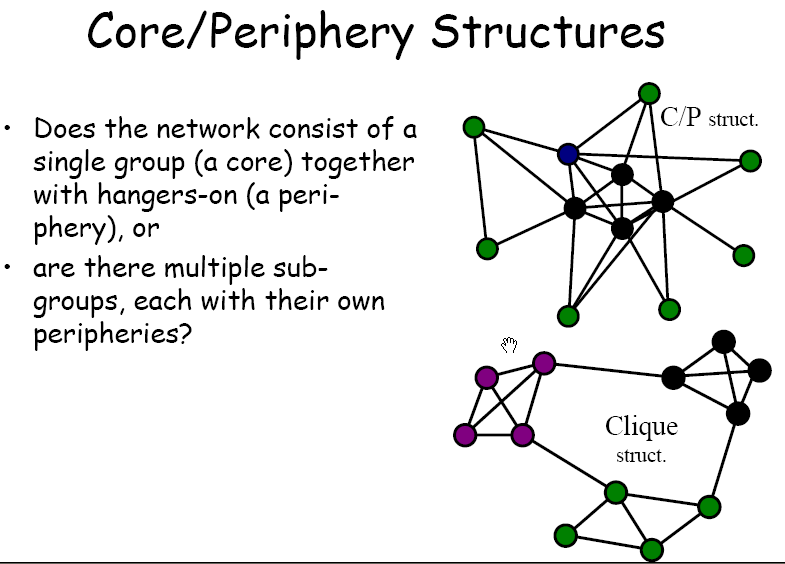 Core/Periphery Structures
• Does the network consist of a
single group (a core) together
with hangers-on (a peri-
phery), or
• are there multiple sub-
groups, each with their own
peripheries?
C/P struct.
Clique
struct.